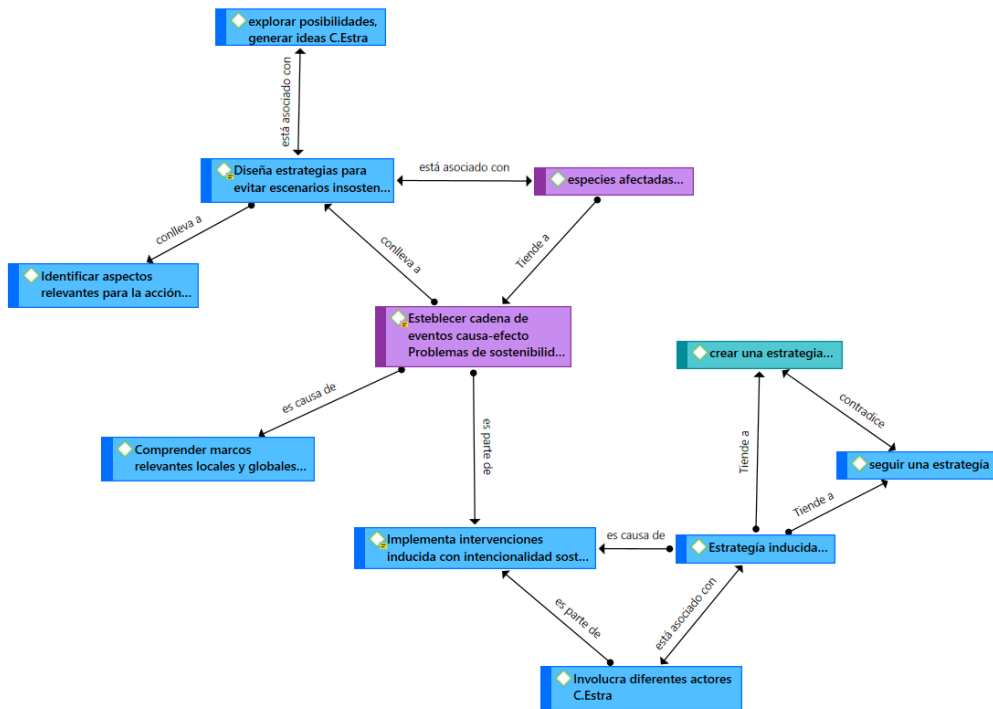 explorar posibilidades,
generar ideas C.Estra
está asociado con
Diseña estrategias para
evitar escenarios insosten...
está asociado con
especies afectadas...
conlleva a
conlleva a
Tiende a
Identificar aspectos
relevantes para la acción...
Esteblecer cadena de
eventos causa-efecto
Problemas de sostenibilid...
crear una estrategia...
es causa de
contradice
Comprender marcos
relevantes locales y globales...
es parte de
Tiende a
seguir una estrategía
Tiende a
Implementa intervenciones
inducida con intencionalidad sost...
es causa de
Estrategía inducida...
es parte de
está asociado con
Involucra diferentes actores
C.Estra